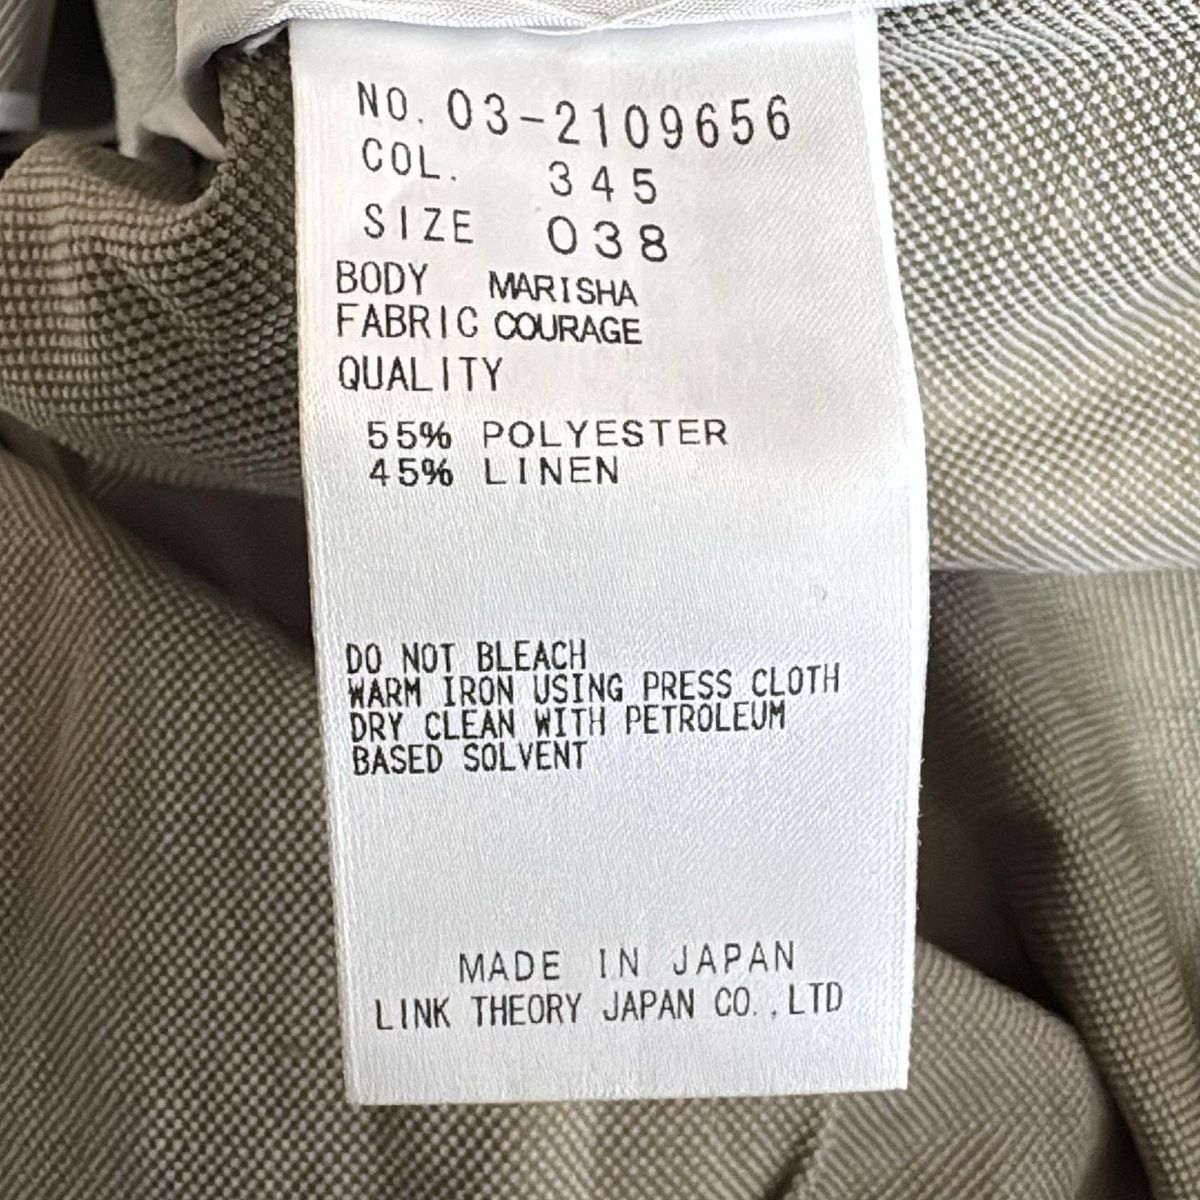 NO. 03-2109656
COL. 345
SIZE 038
BODY MARISHA
FABRIC COURAGE
QUALITY
55% POLYESTER
45% LINEN
DO NOT BLEACH
WARM IRON USING PRESS CLOTH
DRY CLEAN WITH PETROLEUM
BASED SOLVENT
MADE IN JAPAN
LINK THEORY JAPAN CO.,LTD